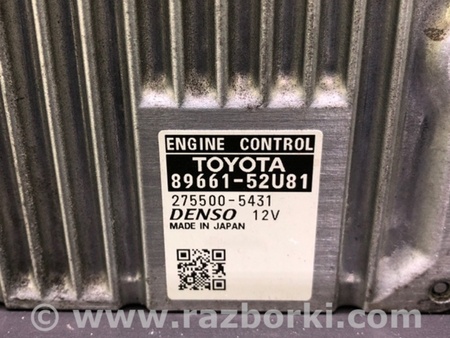 ENGINE CONTROL
TOYOTA
89661-52U81
275500-5431
DENSO 12V
MADE IN JAPAN
www.razborki.com